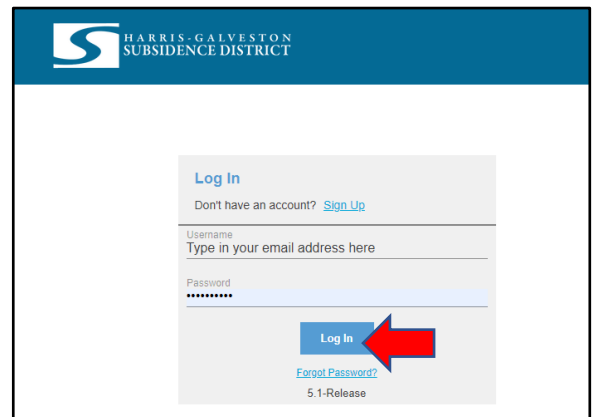 HARRIS-GALVESTON
SUBSIDENCE DISTRICT
Log In
Don't have an account? Sign Up
Username
Type in your email address here
Password
••••••••••
Log In
Forgot Password?
5.1-Release